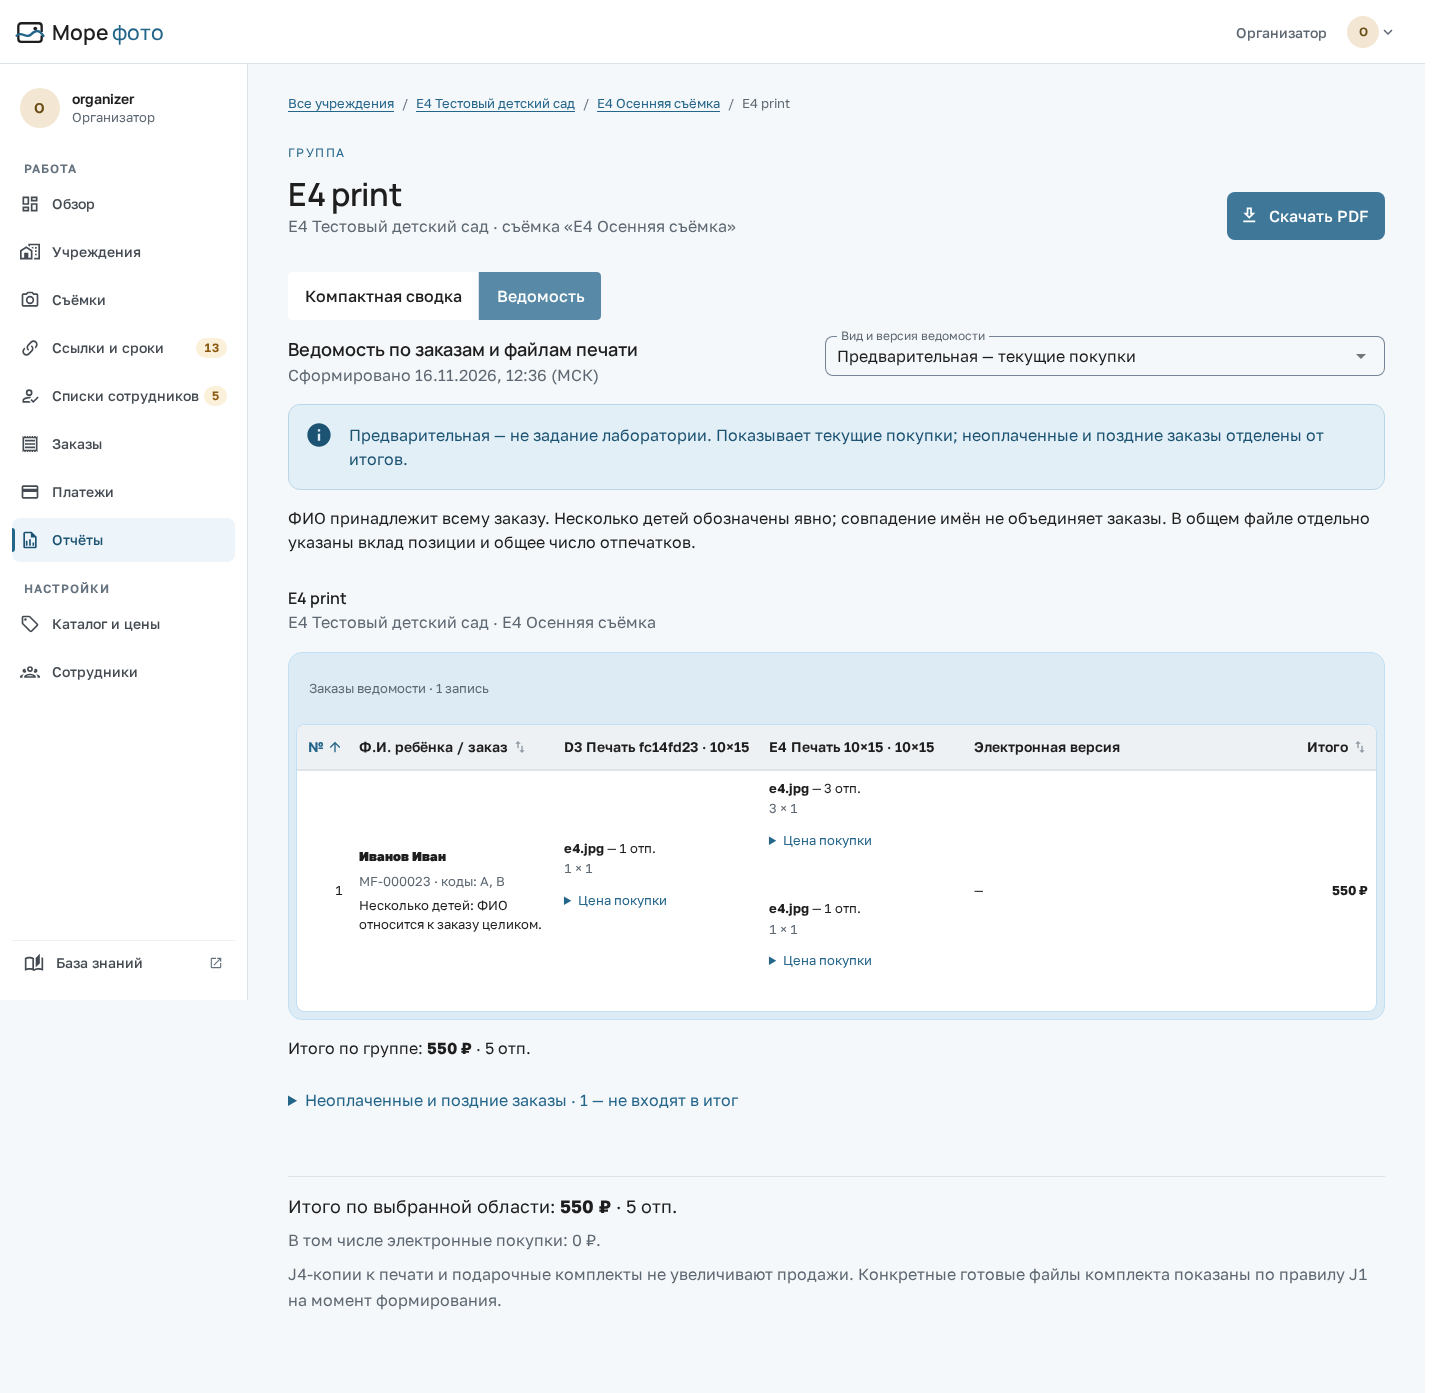 Море фото
Организатор
O
O
organizer
Организатор
РАБОТА
Обзор
Учреждения
Съёмки
Ссылки и сроки 13
Списки сотрудников 5
Заказы
Платежи
Отчёты
НАСТРОЙКИ
Каталог и цены
Сотрудники
База знаний
Все учреждения / E4 Тестовый детский сад / E4 Осенняя съёмка / E4 print
ГРУППА
E4 print
E4 Тестовый детский сад · съёмка «E4 Осенняя съёмка»
Скачать PDF
Компактная сводка
Ведомость
Ведомость по заказам и файлам печати
Сформировано 16.11.2026, 12:36 (МСК)
Вид и версия ведомости
Предварительная — текущие покупки
Предварительная — не задание лаборатории. Показывает текущие покупки; неоплаченные и поздние заказы отделены от
итогов.
ФИО принадлежит всему заказу. Несколько детей обозначены явно; совпадение имён не объединяет заказы. В общем файле отдельно
указаны вклад позиции и общее число отпечатков.
E4 print
E4 Тестовый детский сад · E4 Осенняя съёмка
Заказы ведомости · 1 запись
№ Ф.И. ребёнка / заказ D3 Печать fc14fd23 · 10×15 E4 Печать 10×15 · 10×15 Электронная версия Итого
1
Иванов Иван
MF-000023 · коды: A, B
Несколько детей: ФИО
относится к заказу целиком.
e4.jpg — 1 отп.
1 × 1
Цена покупки
e4.jpg — 3 отп.
3 × 1
Цена покупки
e4.jpg — 1 отп.
1 × 1
Цена покупки
—
550 ₽
Итого по группе: 550 ₽ · 5 отп.
Неоплаченные и поздние заказы · 1 — не входят в итог
Итого по выбранной области: 550 ₽ · 5 отп.
В том числе электронные покупки: 0 ₽.
J4-копии к печати и подарочные комплекты не увеличивают продажи. Конкретные готовые файлы комплекта показаны по правилу J1
на момент формирования.